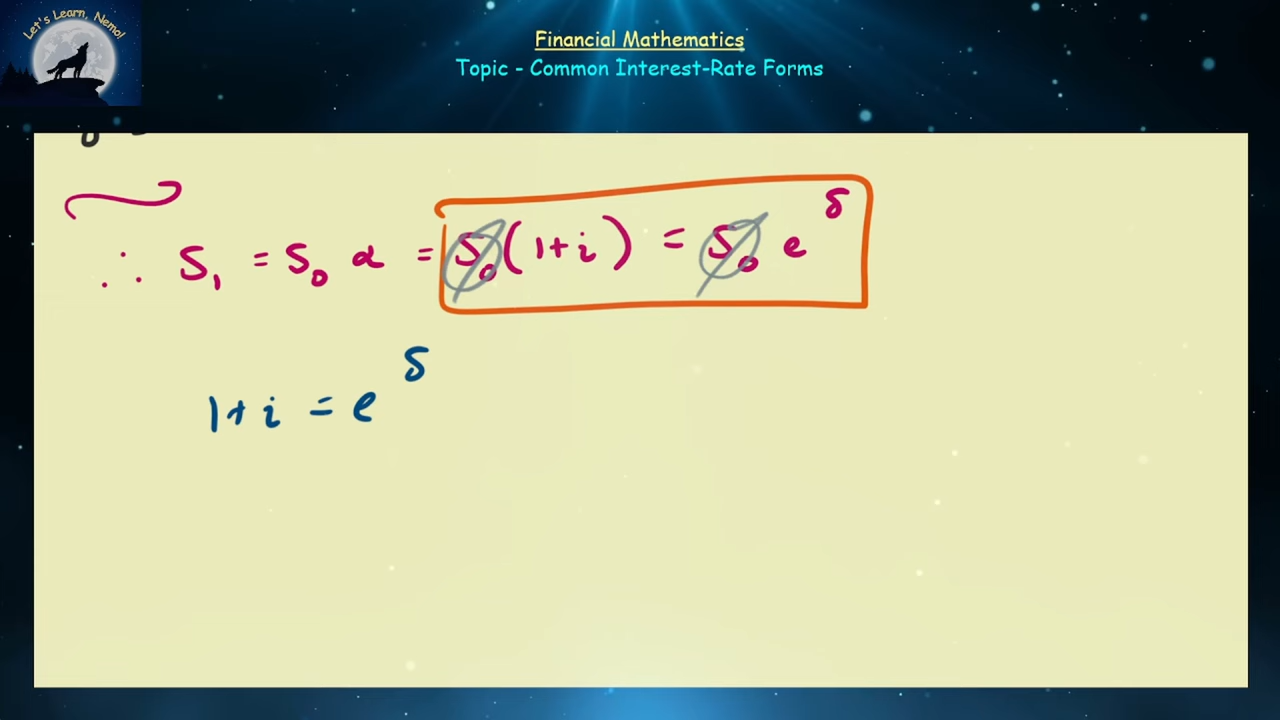 Let's Learn, Nemo!
Financial Mathematics
Topic - Common Interest-Rate Forms
∴ S₁ = S₀ α = S₀(1+i) = S₀ e^δ
1+i = e^δ